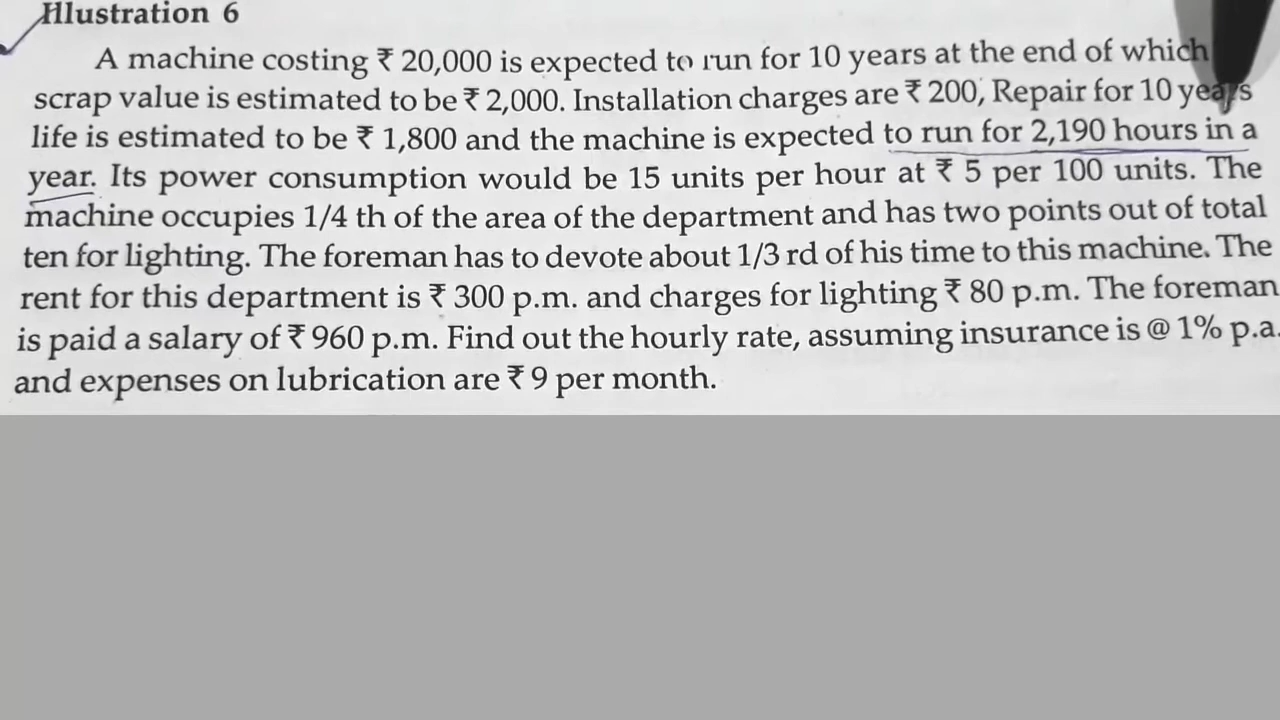 Illustration 6
A machine costing ₹ 20,000 is expected to run for 10 years at the end of which
scrap value is estimated to be ₹ 2,000. Installation charges are ₹ 200, Repair for 10 years
life is estimated to be ₹ 1,800 and the machine is expected to run for 2,190 hours in a
year. Its power consumption would be 15 units per hour at ₹ 5 per 100 units. The
machine occupies 1/4 th of the area of the department and has two points out of total
ten for lighting. The foreman has to devote about 1/3 rd of his time to this machine. The
rent for this department is ₹ 300 p.m. and charges for lighting ₹ 80 p.m. The foreman
is paid a salary of ₹ 960 p.m. Find out the hourly rate, assuming insurance is @ 1% p.a.
and expenses on lubrication are ₹ 9 per month.